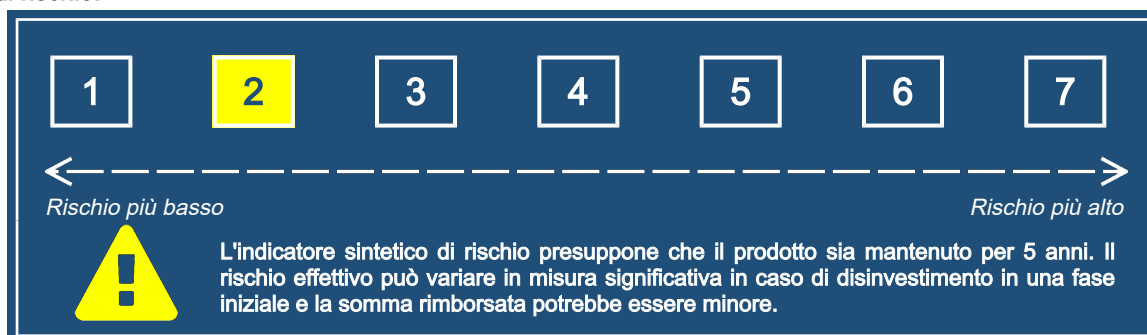 1 2 3 4 5 6 7
Rischio più basso Rischio più alto
L'indicatore sintetico di rischio presuppone che il prodotto sia mantenuto per 5 anni. Il
rischio effettivo può variare in misura significativa in caso di disinvestimento in una fase
iniziale e la somma rimborsata potrebbe essere minore.